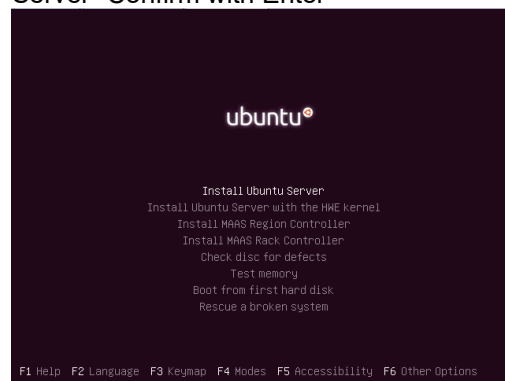 Server" Confirm with Enter
ubuntu
Install Ubuntu Server
Install Ubuntu Server with the HWE kernel
Install MAAS Region Controller
Install MAAS Rack Controller
Check disc for defects
Test memory
Boot from first hard disk
Rescue a broken system
F1 Help F2 Language F3 Keymap F4 Modes F5 Accessibility F6 Other Options